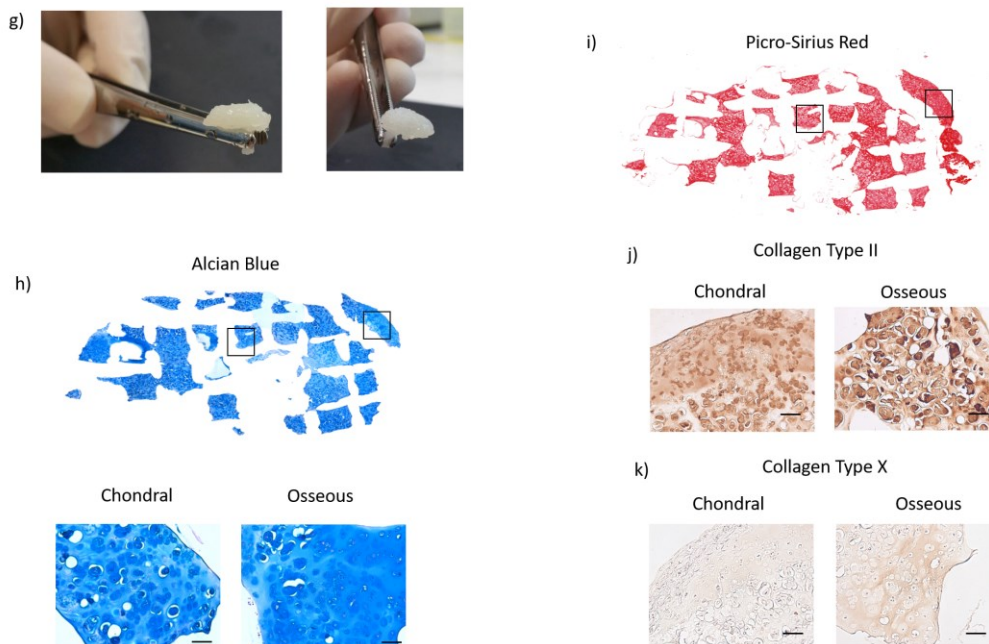 g)
h)
Alcian Blue
Chondral
Osseous
i)
Picro-Sirius Red
j)
Collagen Type II
Chondral
Osseous
k)
Collagen Type X
Chondral
Osseous